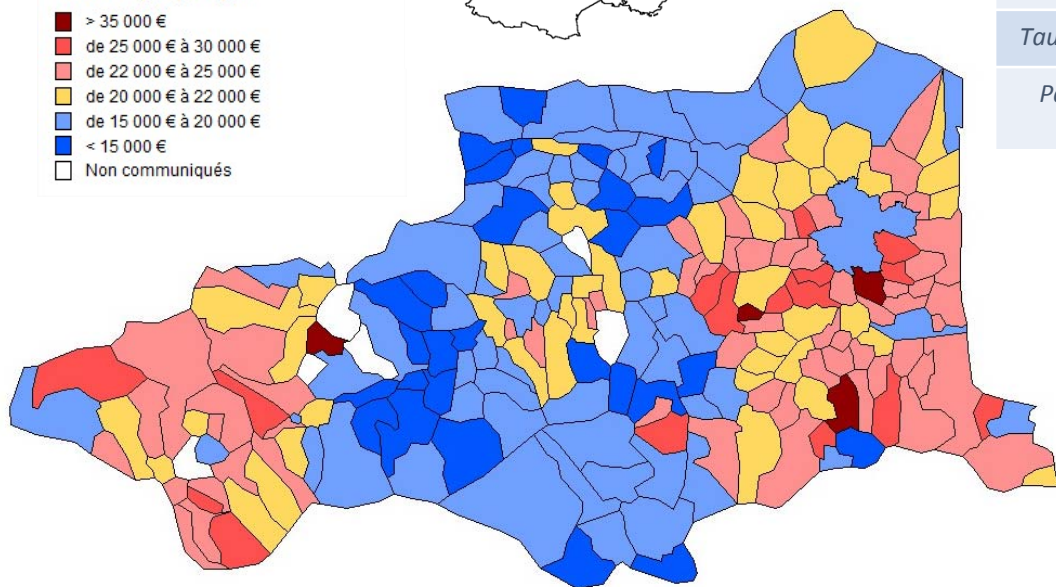 > 35 000 €
de 25 000 € à 30 000 €
de 22 000 € à 25 000 €
de 20 000 € à 22 000 €
de 15 000 € à 20 000 €
< 15 000 €
Non communiqués